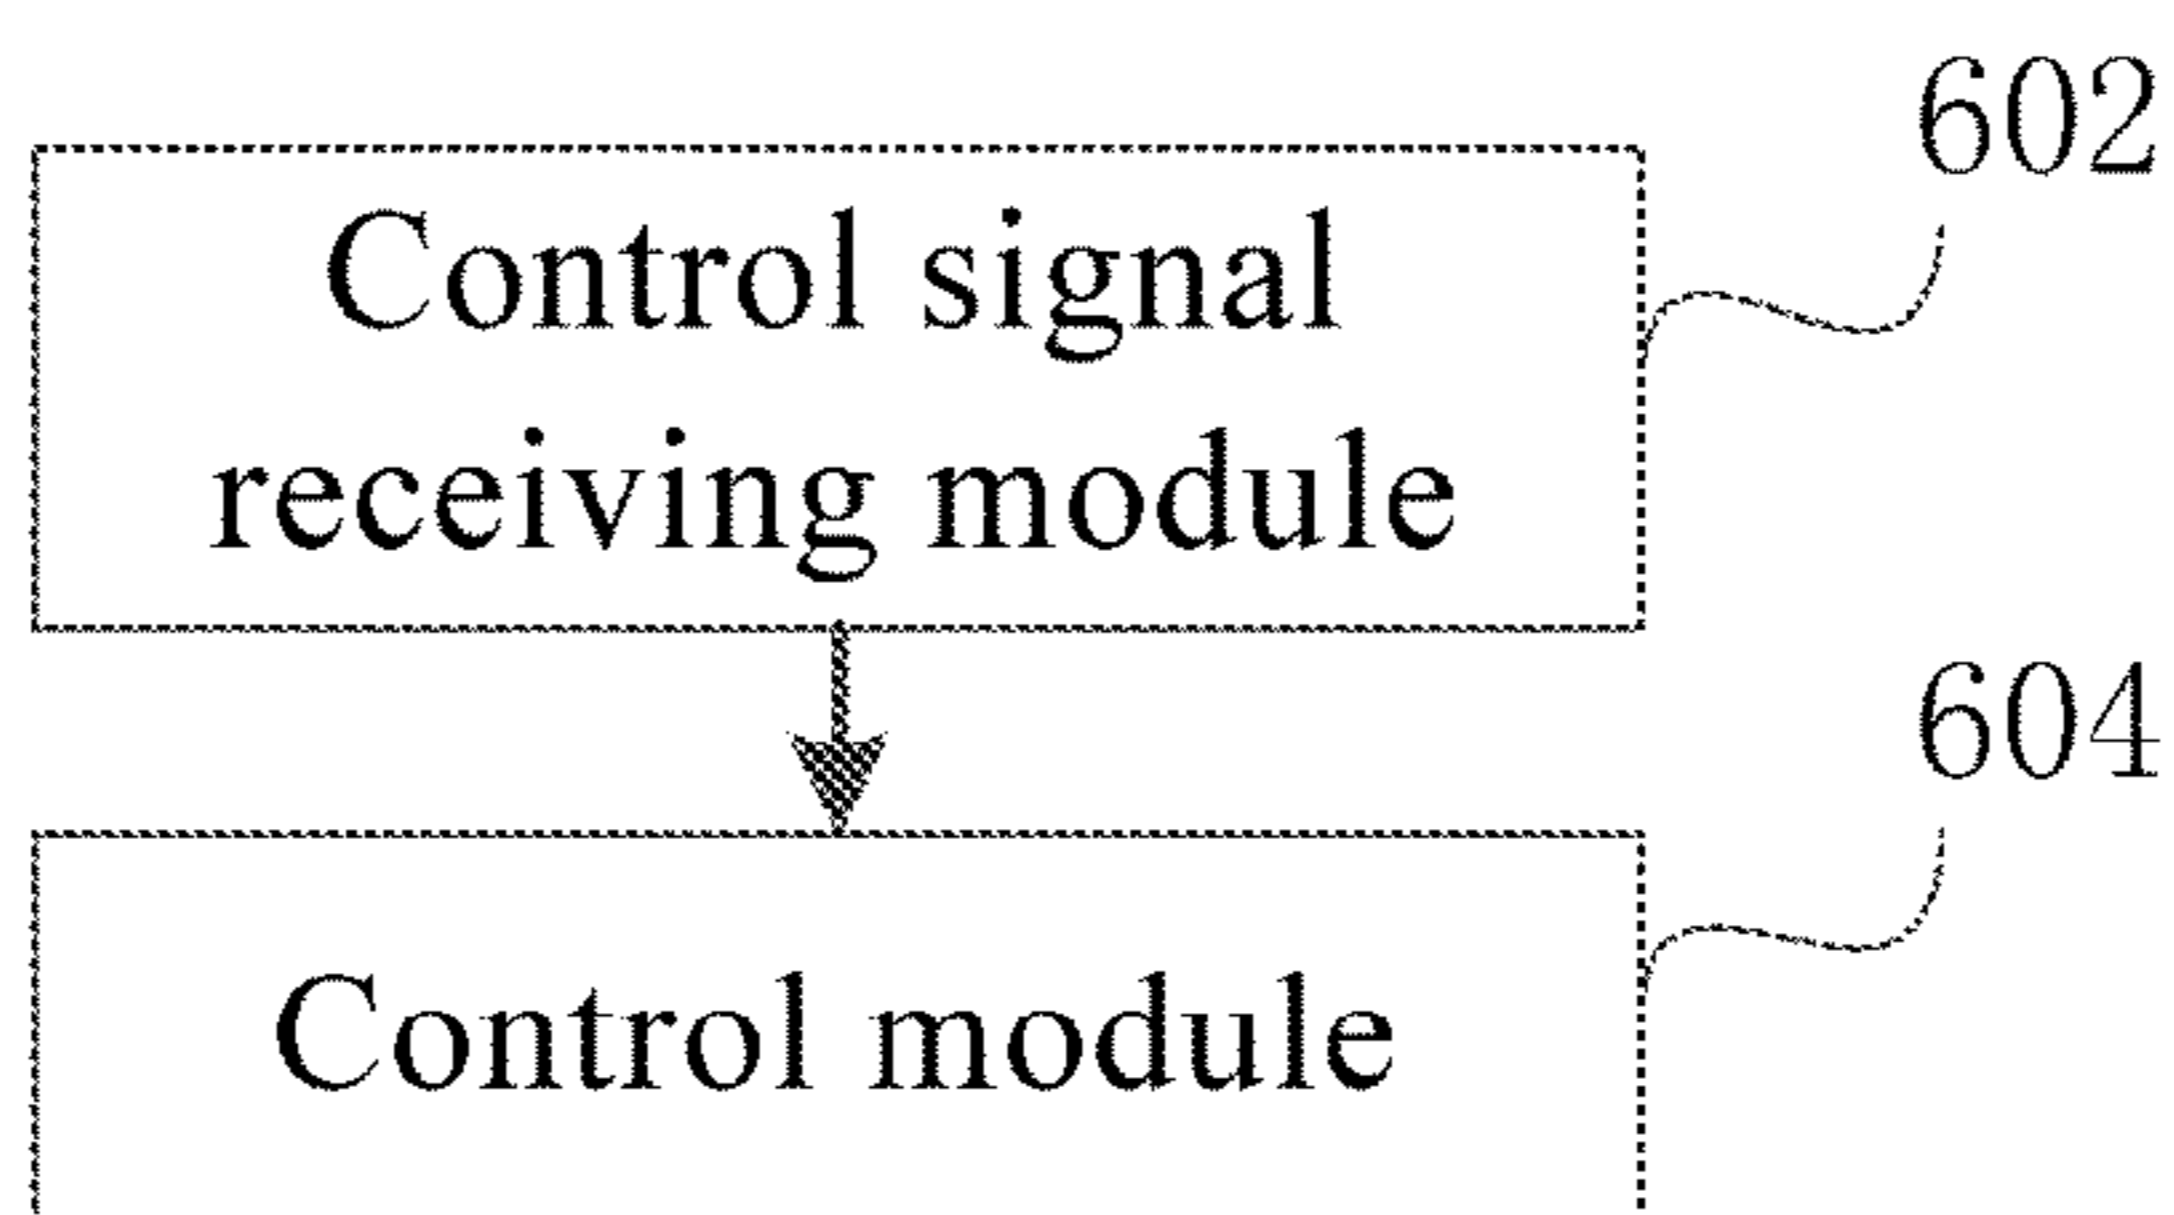 602
Control signal
receiving module
604
Control module